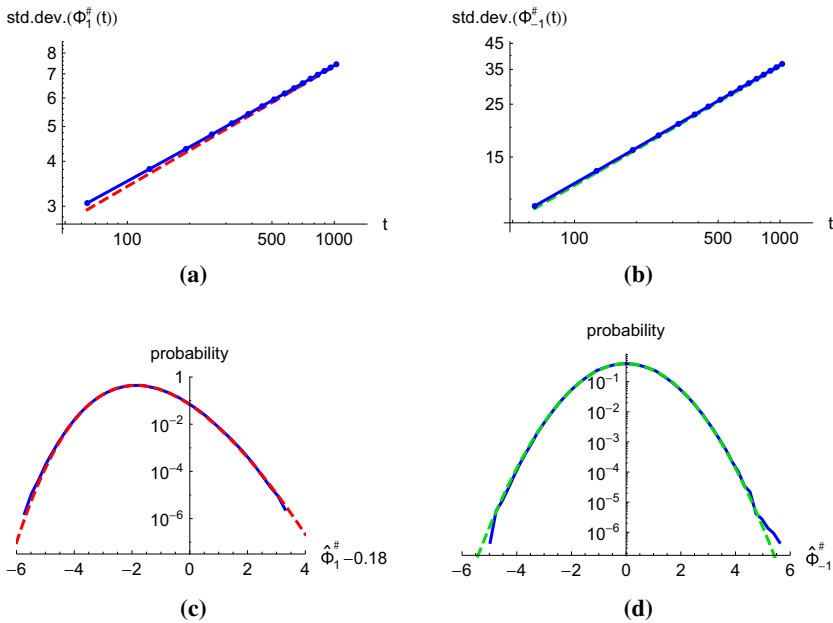 std.dev.(Φ₁^#(t))
8
7
6
5
4
3
100 500 1000 t
(a)
std.dev.(Φ₋₁^#(t))
45
35
25
15
100 500 1000 t
(b)
probability
1
10⁻²
10⁻⁴
10⁻⁶
−6 −4 −2 0 2 4 Φ̂₁^# −0.18
(c)
probability
10⁻¹
10⁻²
10⁻³
10⁻⁴
10⁻⁵
10⁻⁶
−6 −4 −2 0 2 4 6 Φ̂₋₁^#
(d)